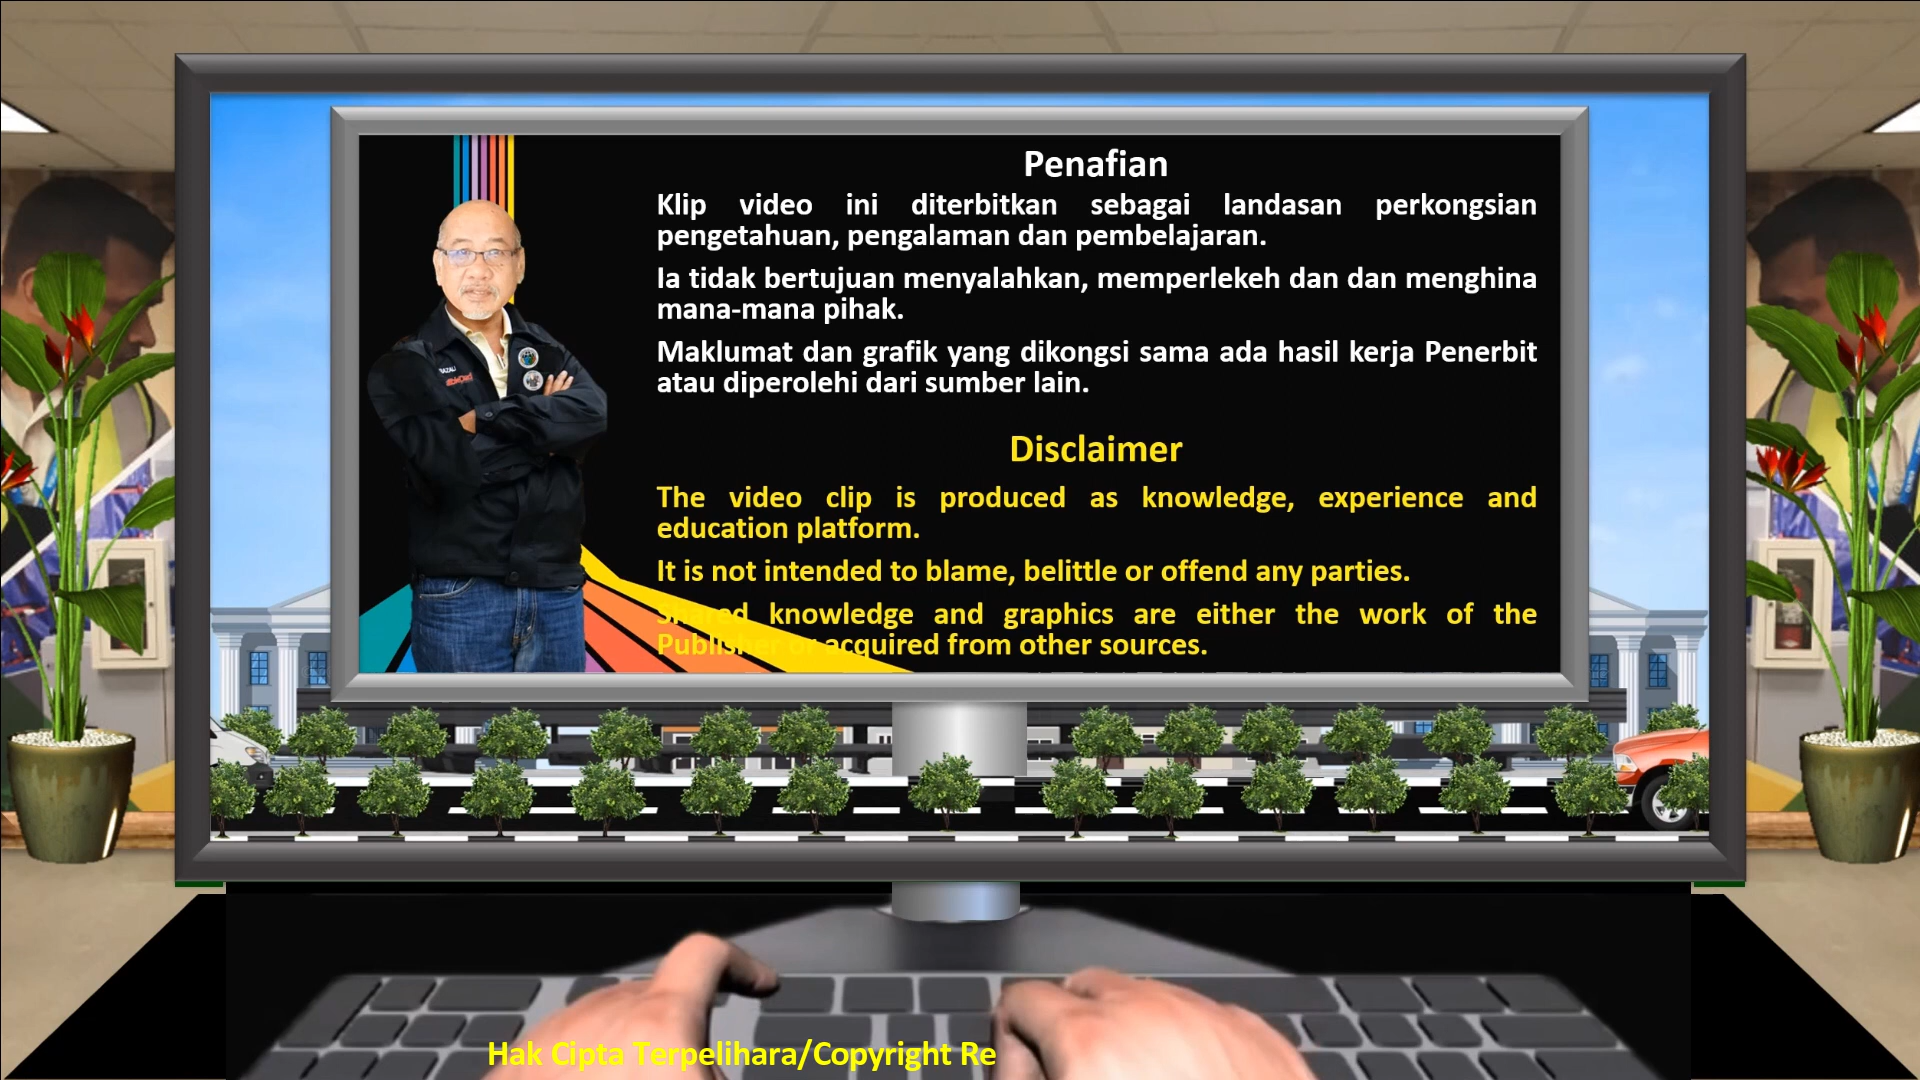 Penafian
Klip video ini diterbitkan sebagai landasan perkongsian
pengetahuan, pengalaman dan pembelajaran.
Ia tidak bertujuan menyalahkan, memperlekeh dan dan menghina
mana-mana pihak.
Maklumat dan grafik yang dikongsi sama ada hasil kerja Penerbit
atau diperolehi dari sumber lain.
Disclaimer
The video clip is produced as knowledge, experience and
education platform.
It is not intended to blame, belittle or offend any parties.
Shared knowledge and graphics are either the work of the
Publisher or acquired from other sources.
Hak Cipta Terpelihara/Copyright Re